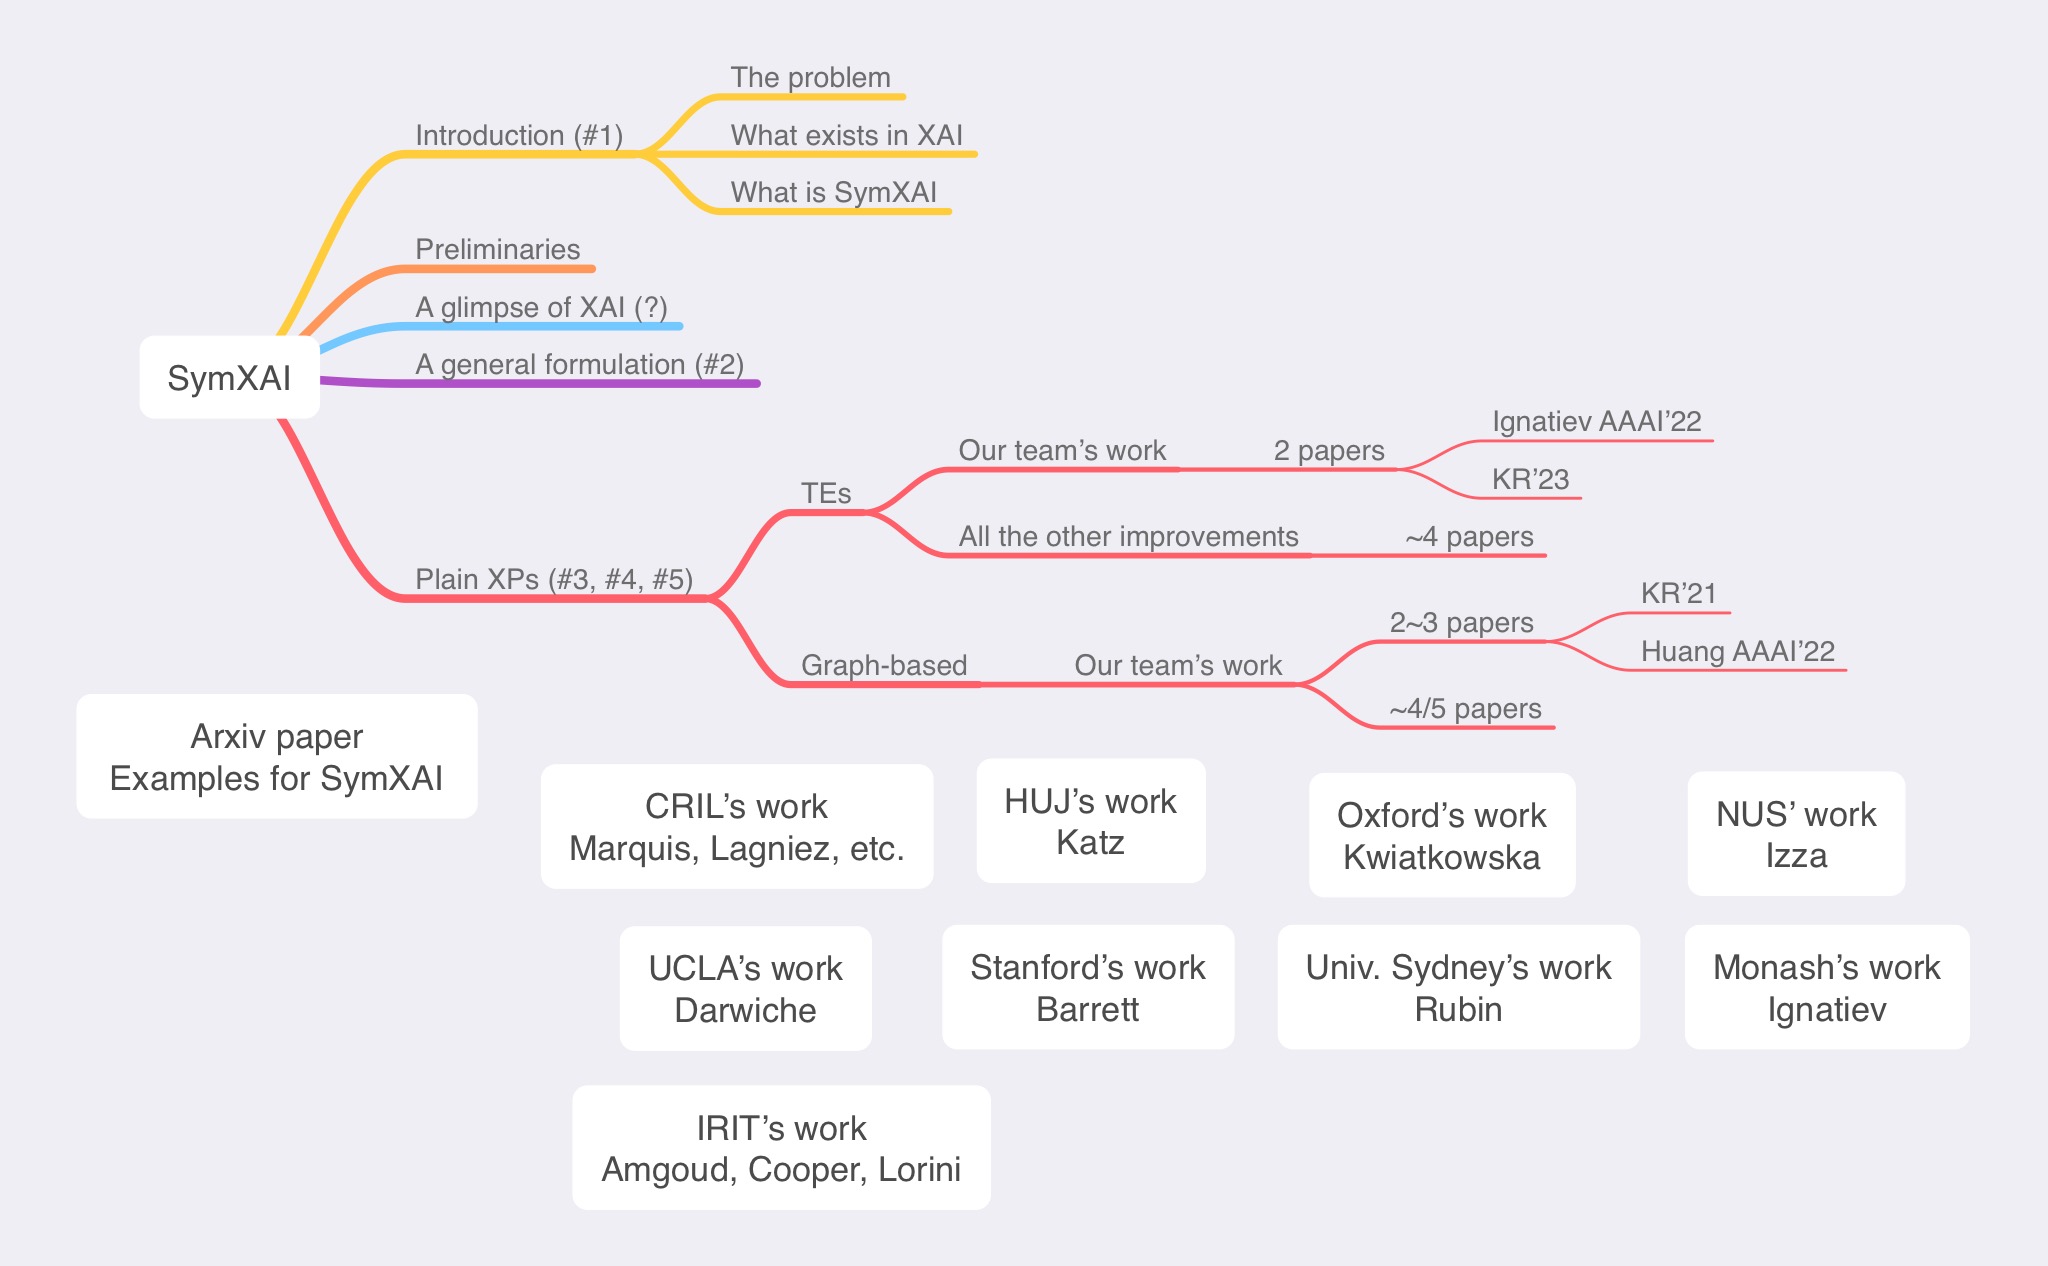 The problem
Introduction (#1)
What exists in XAI
What is SymXAI
Preliminaries
A glimpse of XAI (?)
A general formulation (#2)
SymXAI
Plain XPs (#3, #4, #5)
TEs
Our team’s work
2 papers
Ignatiev AAAI’22
KR’23
All the other improvements
~4 papers
Graph-based
Our team’s work
2~3 papers
KR’21
Huang AAAI’22
~4/5 papers
Arxiv paper
Examples for SymXAI
CRIL’s work
Marquis, Lagniez, etc.
HUJ’s work
Katz
Oxford’s work
Kwiatkowska
NUS’ work
Izza
UCLA’s work
Darwiche
Stanford’s work
Barrett
Univ. Sydney’s work
Rubin
Monash’s work
Ignatiev
IRIT’s work
Amgoud, Cooper, Lorini